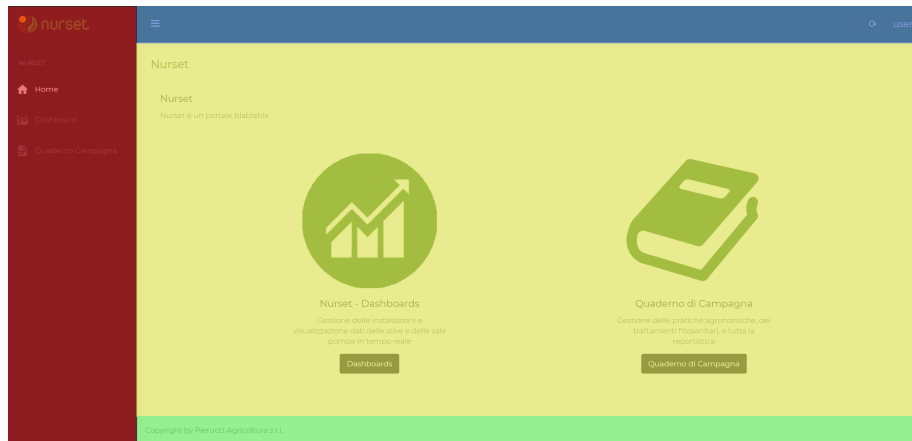 nurset
user
NURSET
Home
Dashboard
Quaderno Campagna
Nurset
Nurset
Nurset è un portale blablabla
Nurset - Dashboards
Gestione delle installazioni e
visualizzazione dati delle stive e delle sale
pompa in tempo reale
Dashboards
Quaderno di Campagna
Gestione delle pratiche agronomiche, dei
trattamenti fitosanitari, e tutta la
reportistica
Quaderno di Campagna
Copyright by Pierucci Agricoltura s.r.l.